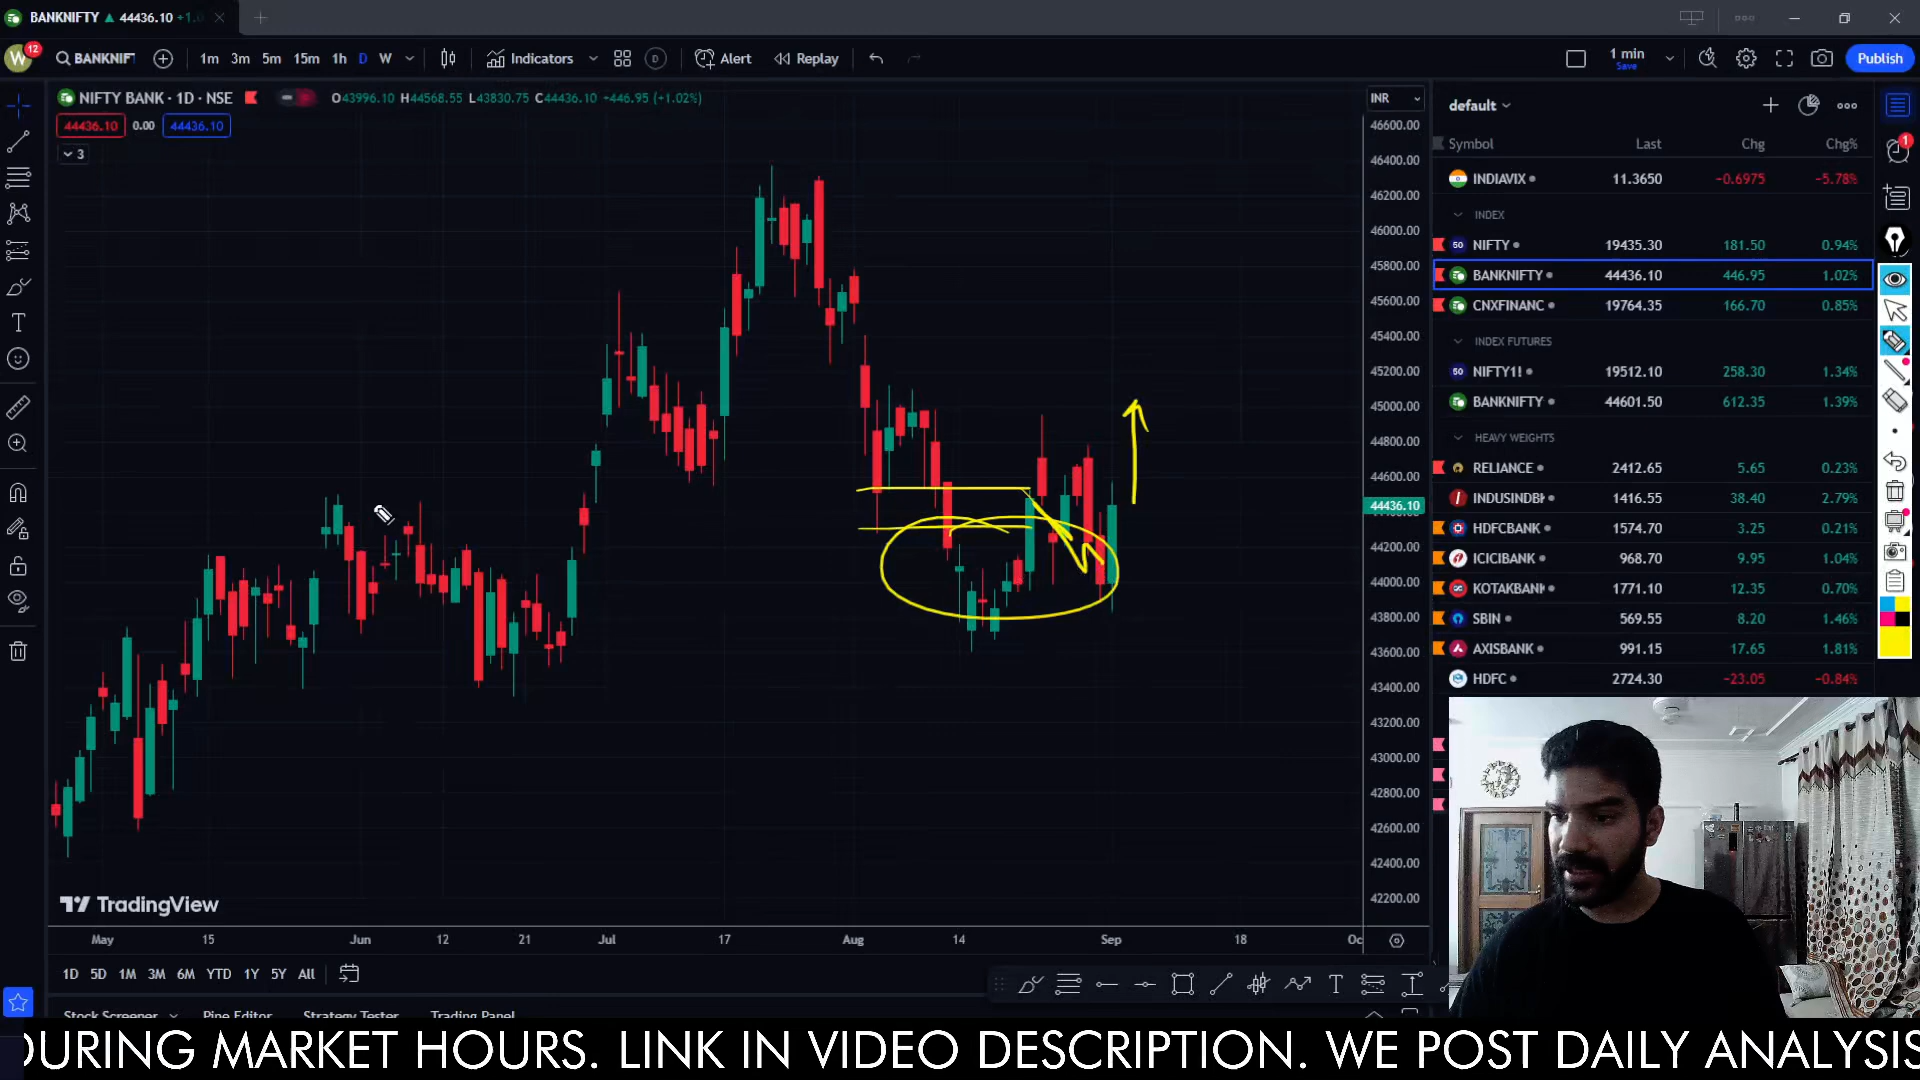 BANKNIFTY ▲ 44436.10 +1.0
W 12 BANKNIF 1m 3m 5m 15m 1h D W Indicators D Alert Replay 1 min Save Publish
NIFTY BANK · 1D · NSE O43996.10 H44568.55 L43830.75 C44436.10 +446.95 (+1.02%) INR
44436.10 0.00 44436.10
3
46600.00
46400.00
46200.00
46000.00
45800.00
45600.00
45400.00
45200.00
45000.00
44800.00
44600.00
44436.10
44200.00
44000.00
43800.00
43600.00
43400.00
43200.00
43000.00
42800.00
42600.00
42400.00
42200.00
default
Symbol Last Chg Chg%
INDIAVIX 11.3650 −0.6975 −5.78%
INDEX
50 NIFTY 19435.30 181.50 0.94%
BANKNIFTY 44436.10 446.95 1.02%
CNXFINANC 19764.35 166.70 0.85%
INDEX FUTURES
50 NIFTY1! 19512.10 258.30 1.34%
BANKNIFTY 44601.50 612.35 1.39%
HEAVY WEIGHTS
RELIANCE 2412.65 5.65 0.23%
INDUSINDB 1416.55 38.40 2.79%
HDFCBANK 1574.70 3.25 0.21%
ICICIBANK 968.70 9.95 1.04%
KOTAKBANK 1771.10 12.35 0.70%
SBIN 569.55 8.20 1.46%
AXISBANK 991.15 17.65 1.81%
HDFC 2724.30 −23.05 −0.84%
1
TradingView
May 15 Jun 12 21 Jul 17 Aug 14 Sep 18 Oc
1D 5D 1M 3M 6M YTD 1Y 5Y All
Stock Screener Pine Editor Strategy Tester Trading Panel
DURING MARKET HOURS. LINK IN VIDEO DESCRIPTION. WE POST DAILY ANALYSIS